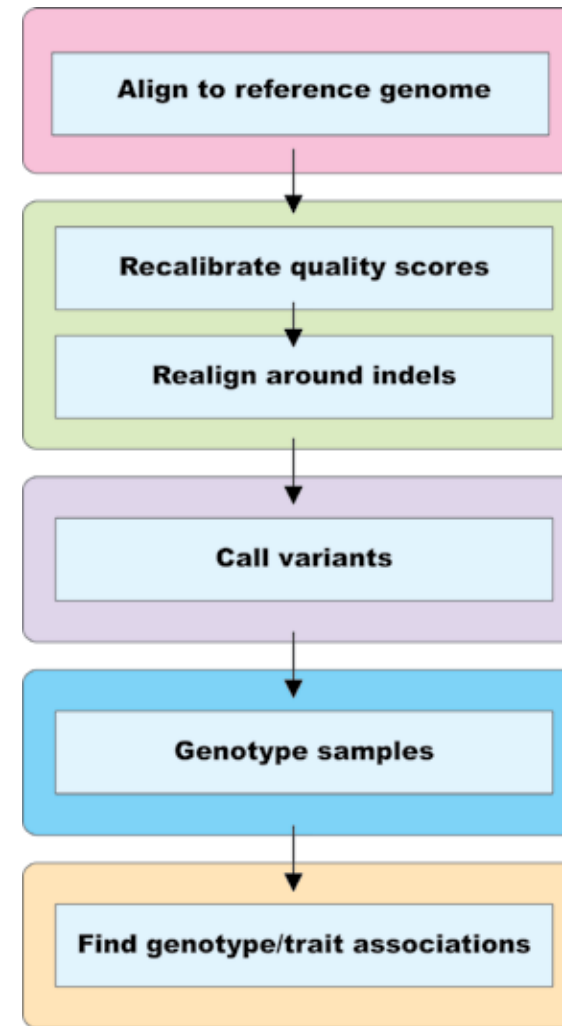 Align to reference genome
Recalibrate quality scores
Realign around indels
Call variants
Genotype samples
Find genotype/trait associations